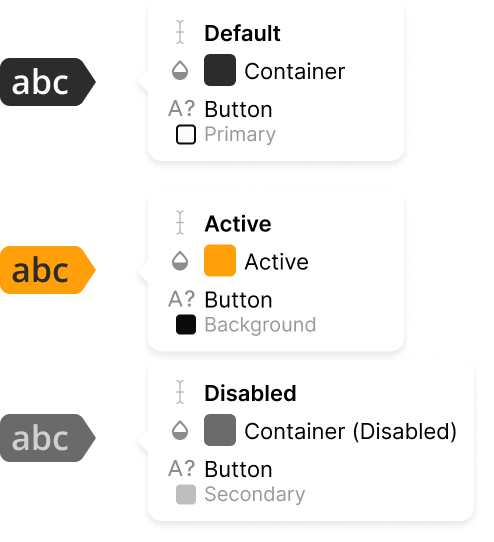 abc
Default
Container
A? Button
Primary
abc
Active
Active
A? Button
Background
abc
Disabled
Container (Disabled)
A? Button
Secondary